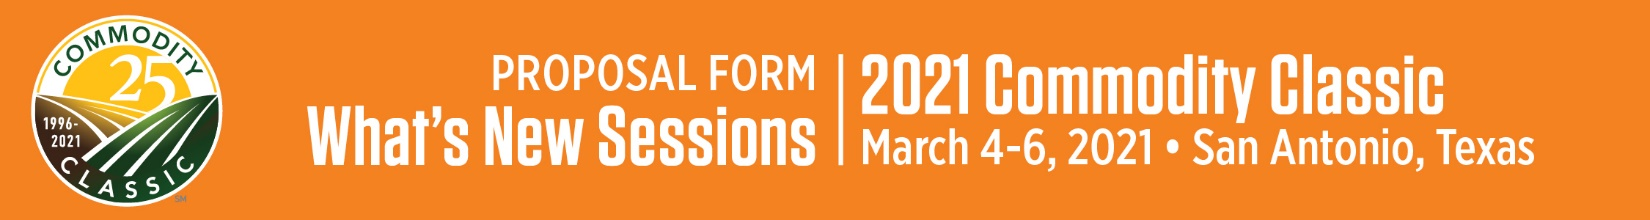 COMMODITY
25
1996-
2021
CLASSIC
SM
PROPOSAL FORM
What's New Sessions
2021 Commodity Classic
March 4-6, 2021 • San Antonio, Texas